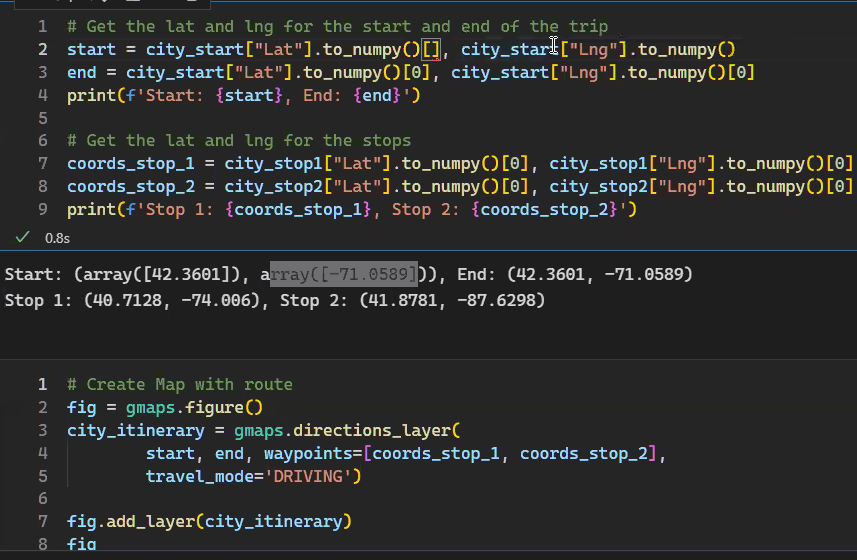 1 # Get the lat and lng for the start and end of the trip
2 start = city_start["Lat"].to_numpy()[], city_start["Lng"].to_numpy()
3 end = city_start["Lat"].to_numpy()[0], city_start["Lng"].to_numpy()[0]
4 print(f'Start: {start}, End: {end}')
5
6 # Get the lat and lng for the stops
7 coords_stop_1 = city_stop1["Lat"].to_numpy()[0], city_stop1["Lng"].to_numpy()[0]
8 coords_stop_2 = city_stop2["Lat"].to_numpy()[0], city_stop2["Lng"].to_numpy()[0]
9 print(f'Stop 1: {coords_stop_1}, Stop 2: {coords_stop_2}')
0.8s
Start: (array([42.3601]), array([-71.0589])), End: (42.3601, -71.0589)
Stop 1: (40.7128, -74.006), Stop 2: (41.8781, -87.6298)
1 # Create Map with route
2 fig = gmaps.figure()
3 city_itinerary = gmaps.directions_layer(
4 start, end, waypoints=[coords_stop_1, coords_stop_2],
5 travel_mode='DRIVING')
6
7 fig.add_layer(city_itinerary)
8 fig